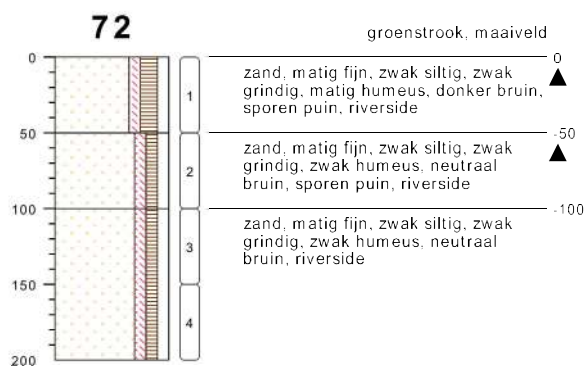 72
groenstrook, maaiveld
0
0
zand, matig fijn, zwak siltig, zwak
grindig, matig humeus, donker bruin,
sporen puin, riverside
1
50
-50
zand, matig fijn, zwak siltig, zwak
grindig, zwak humeus, neutraal
bruin, sporen puin, riverside
2
100
-100
zand, matig fijn, zwak siltig, zwak
grindig, zwak humeus, neutraal
bruin, riverside
3
150
4
200